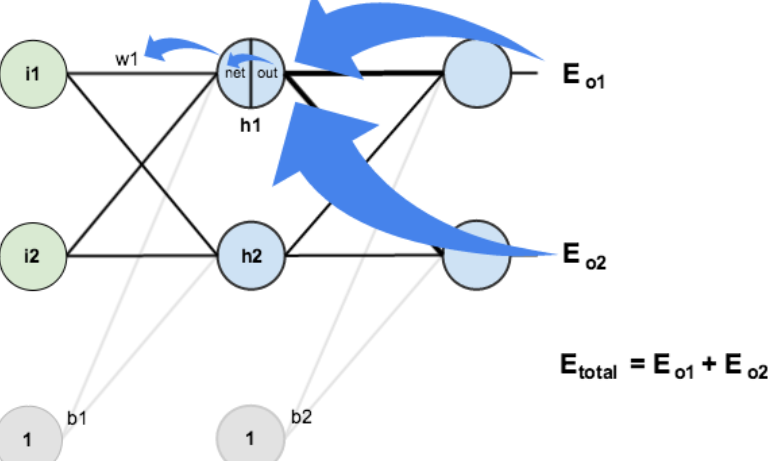 w1
i1
net out
E o1
h1
i2
h2
E o2
E total = E o1 + E o2
b1
b2
1
1